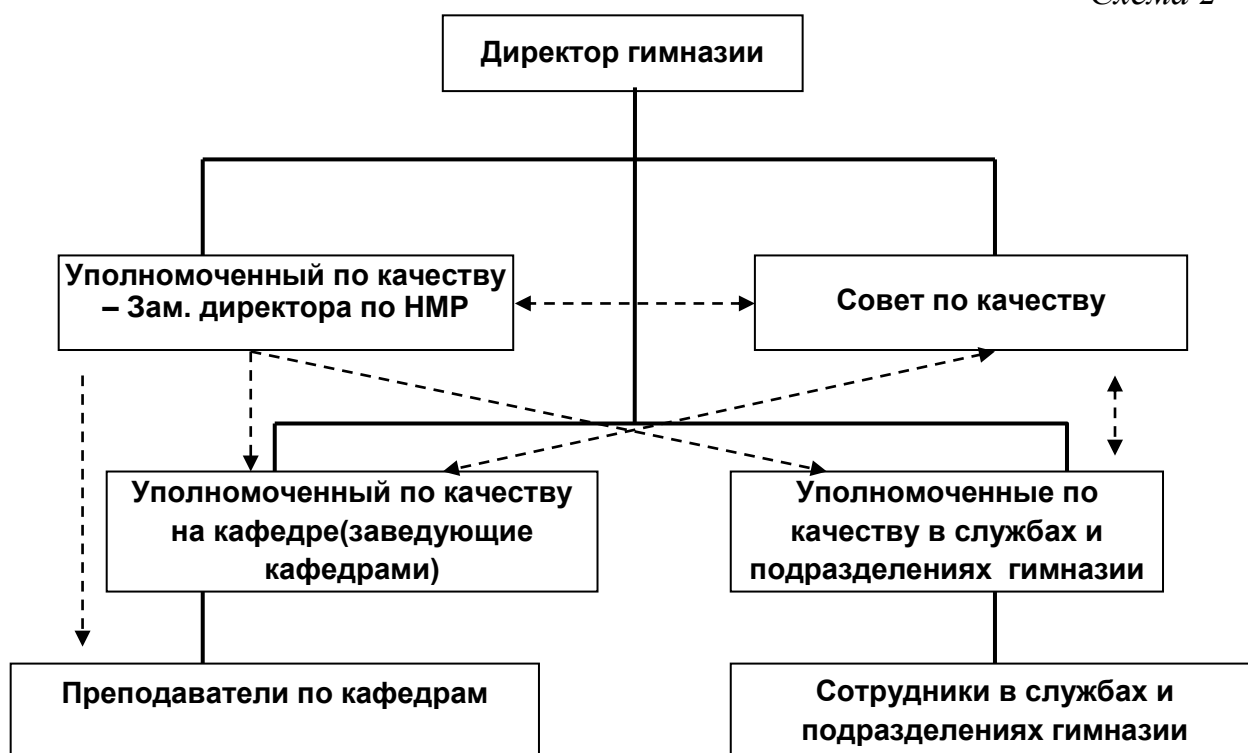 Схема 2
Директор гимназии
Уполномоченный по качеству
– Зам. директора по НМР
Совет по качеству
Уполномоченный по качеству
на кафедре(заведующие
кафедрами)
Уполномоченные по
качеству в службах и
подразделениях гимназии
Преподаватели по кафедрам
Сотрудники в службах и
подразделениях гимназии